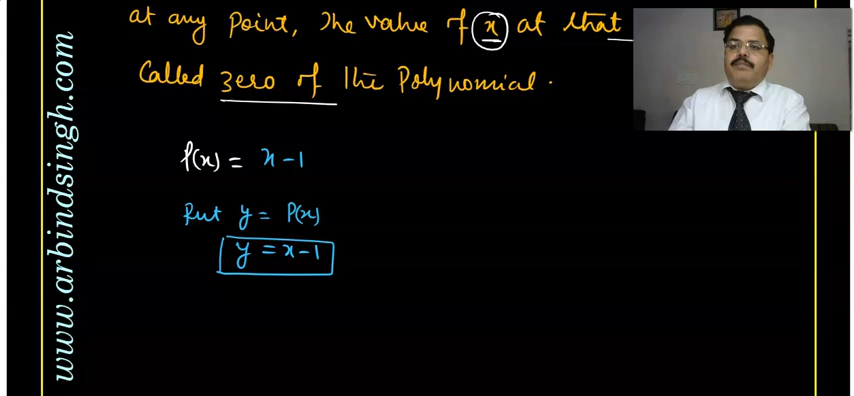 at any point, the value of x at that
Called zero of the Polynomial.
P(x) = x - 1
Put y = P(x)
y = x - 1
www.arbindsingh.com